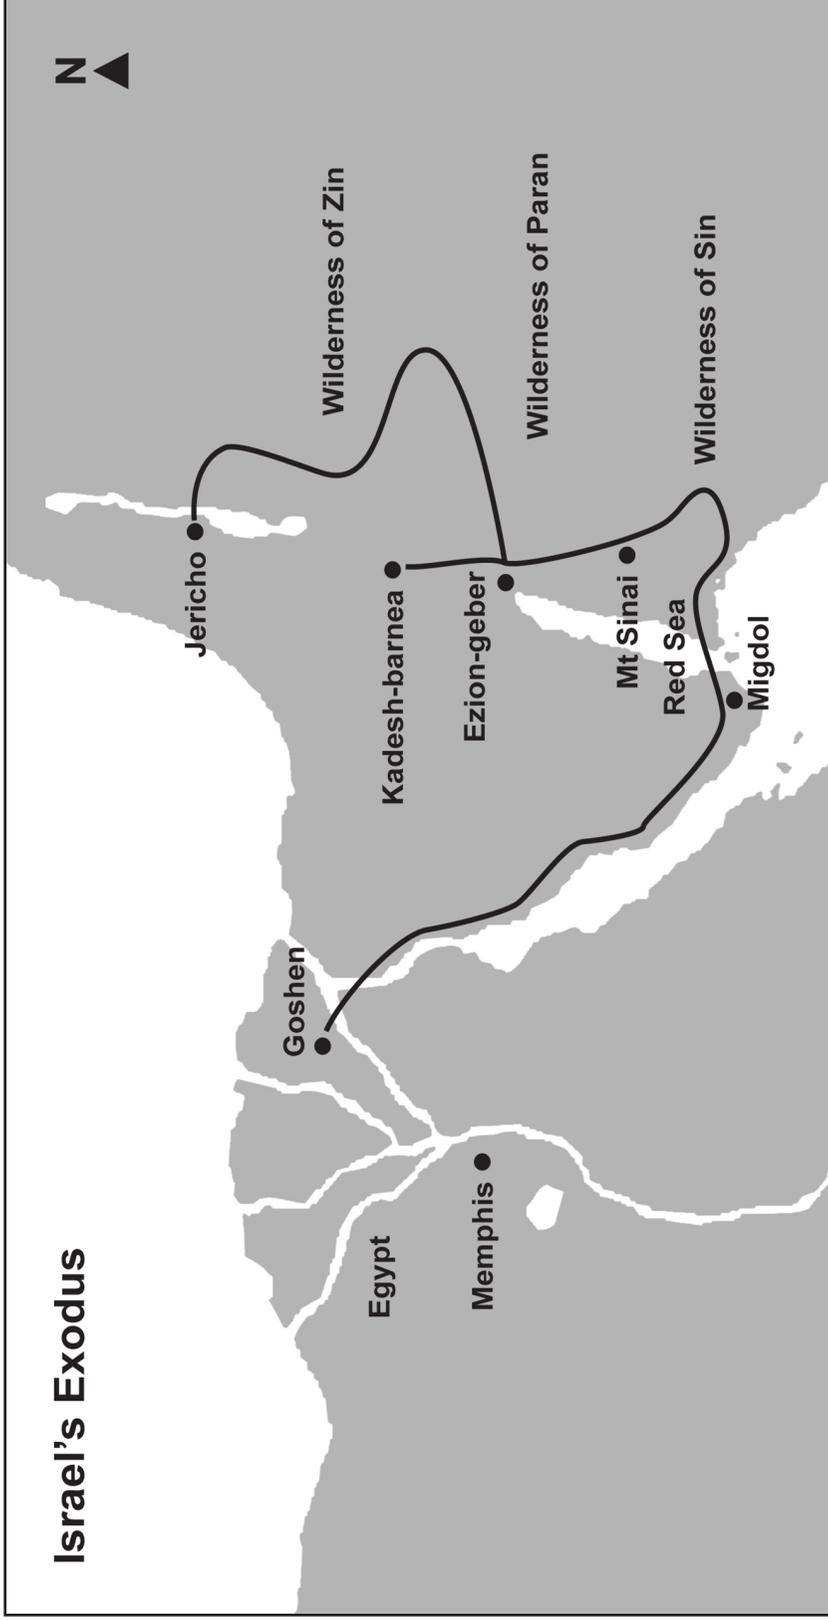 Israel’s Exodus
N
Jericho
Goshen
Wilderness of Zin
Egypt
Kadesh-barnea
Memphis
Ezion-geber
Wilderness of Paran
Mt Sinai
Red Sea
Wilderness of Sin
Migdol